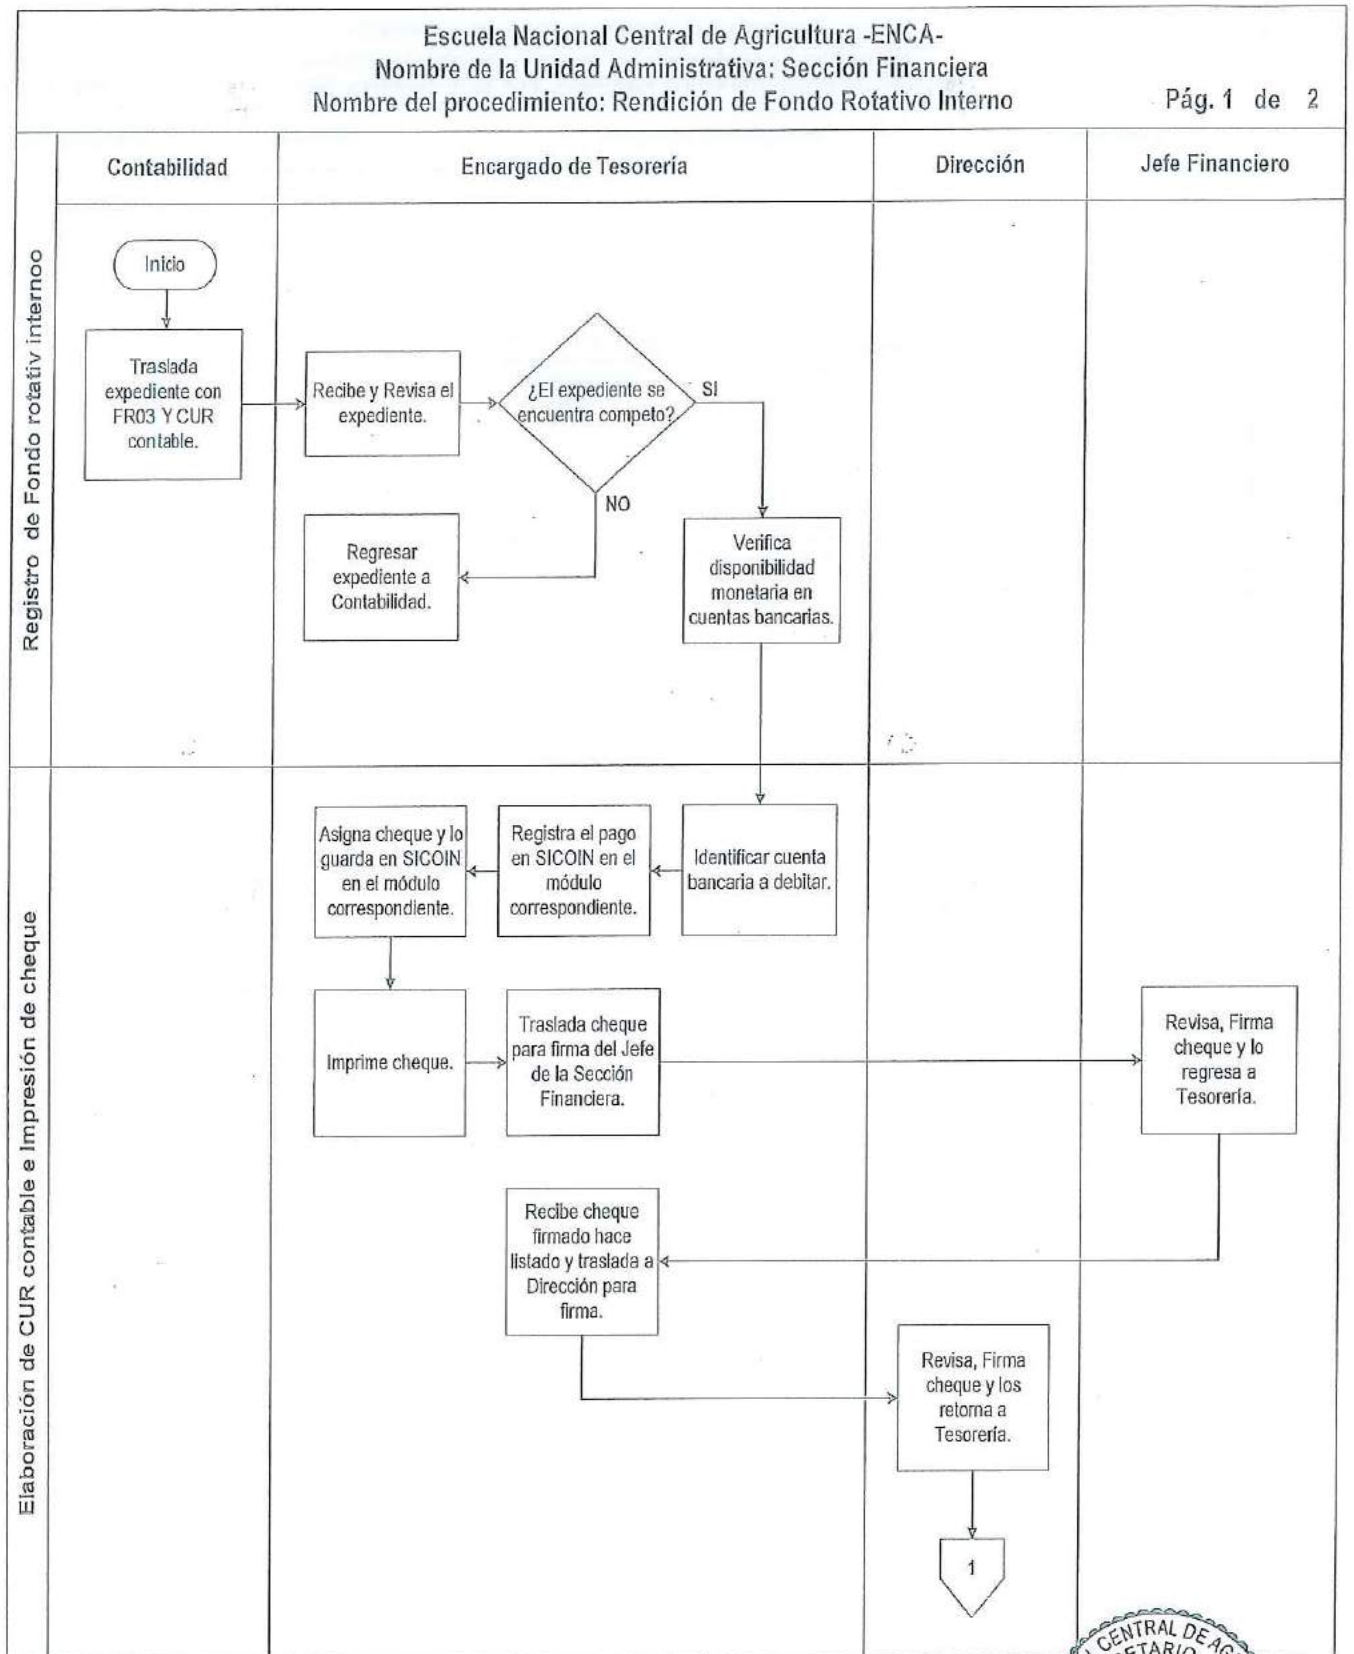 Escuela Nacional Central de Agricultura -ENCA-
Nombre de la Unidad Administrativa: Sección Financiera
Nombre del procedimiento: Rendición de Fondo Rotativo Interno
Pág. 1 de 2
Contabilidad
Encargado de Tesorería
Dirección
Jefe Financiero
Registro de Fondo rotativ internoo
Inicio
Traslada
expediente con
FR03 Y CUR
contable.
Recibe y Revisa el
expediente.
¿El expediente se
encuentra competo?
SI
NO
Regresar
expediente a
Contabilidad.
Verifica
disponibilidad
monetaria en
cuentas bancarias.
Elaboración de CUR contable e Impresión de cheque
Asigna cheque y lo
guarda en SICOIN
en el módulo
correspondiente.
Registra el pago
en SICOIN en el
módulo
correspondiente.
Identificar cuenta
bancaria a debitar.
Imprime cheque.
Traslada cheque
para firma del Jefe
de la Sección
Financiera.
Revisa, Firma
cheque y lo
regresa a
Tesorería.
Recibe cheque
firmado hace
listado y traslada a
Dirección para
firma.
Revisa, Firma
cheque y los
retorna a
Tesorería.
1
CENTRAL DE